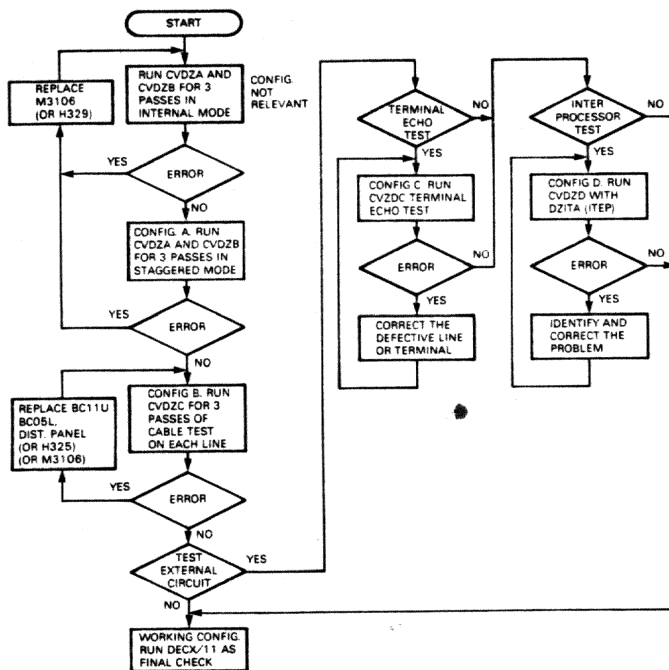 START
REPLACE
M3106
(OR H329)
RUN CVDZA AND
CVDZB FOR 3
PASSES IN
INTERNAL MODE
CONFIG.
NOT
RELEVANT
YES
ERROR
NO
CONFIG. A. RUN
CVDZA AND CVDZB
FOR 3 PASSES IN
STAGGERED MODE
YES
ERROR
NO
REPLACE BC11U
BC05L,
DIST. PANEL
(OR H325)
(OR M3106)
CONFIG B. RUN
CVDZC FOR 3
PASSES OF
CABLE TEST
ON EACH LINE
YES
ERROR
NO
TEST
EXTERNAL
CIRCUIT
YES
NO
WORKING CONFIG.
RUN DECX/11 AS
FINAL CHECK
TERMINAL
ECHO
TEST
NO
YES
CONFIG C. RUN
CVZDC TERMINAL
ECHO TEST
ERROR
NO
YES
CORRECT THE
DEFECTIVE LINE
OR TERMINAL
INTER
PROCESSOR
TEST
NO
YES
CONFIG D. RUN
CVDZD WITH
DZITA (ITEP)
ERROR
NO
YES
IDENTIFY AND
CORRECT THE
PROBLEM